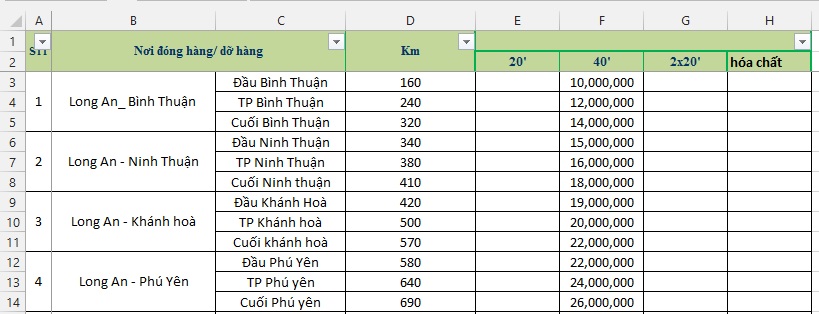 A B C D E F G H
1 STT Nơi đóng hàng/ dỡ hàng Km
2 20' 40' 2x20' hóa chất
3 Đầu Bình Thuận 160 10,000,000
4 1 Long An_ Bình Thuận TP Bình Thuận 240 12,000,000
5 Cuối Bình Thuận 320 14,000,000
6 Đầu Ninh Thuận 340 15,000,000
7 2 Long An - Ninh Thuận TP Ninh Thuận 380 16,000,000
8 Cuối Ninh thuận 410 18,000,000
9 Đầu Khánh Hoà 420 19,000,000
10 3 Long An - Khánh hoà TP Khánh hoà 500 20,000,000
11 Cuối khánh hoà 570 22,000,000
12 Đầu Phú Yên 580 22,000,000
13 4 Long An - Phú Yên TP Phú yên 640 24,000,000
14 Cuối Phú yên 690 26,000,000